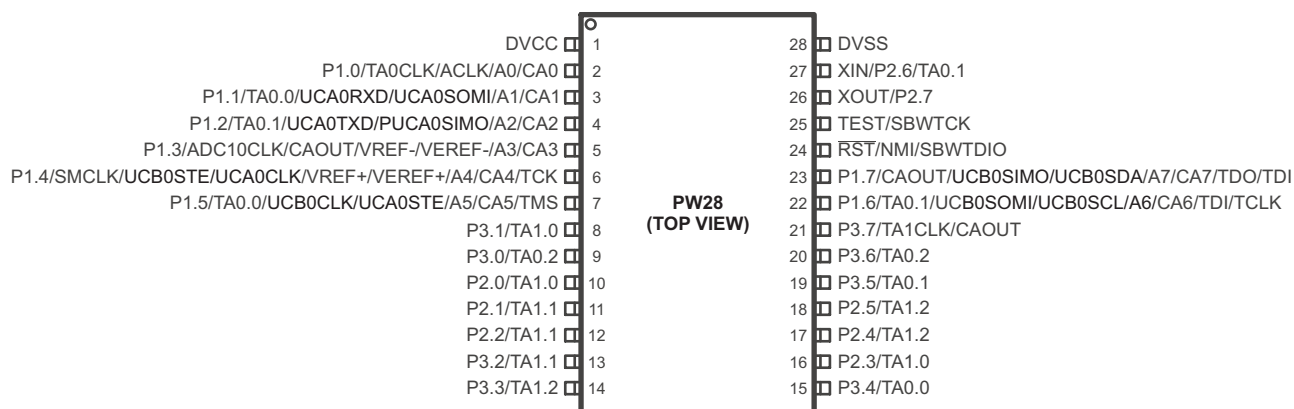 DVCC 1 28 DVSS
P1.0/TA0CLK/ACLK/A0/CA0 2 27 XIN/P2.6/TA0.1
P1.1/TA0.0/UCA0RXD/UCA0SOMI/A1/CA1 3 26 XOUT/P2.7
P1.2/TA0.1/UCA0TXD/PUCA0SIMO/A2/CA2 4 25 TEST/SBWTCK
P1.3/ADC10CLK/CAOUT/VREF-/VEREF-/A3/CA3 5 24 RST/NMI/SBWTDIO
P1.4/SMCLK/UCB0STE/UCA0CLK/VREF+/VEREF+/A4/CA4/TCK 6 23 P1.7/CAOUT/UCB0SIMO/UCB0SDA/A7/CA7/TDO/TDI
P1.5/TA0.0/UCB0CLK/UCA0STE/A5/CA5/TMS 7 PW28 22 P1.6/TA0.1/UCB0SOMI/UCB0SCL/A6/CA6/TDI/TCLK
(TOP VIEW)
P3.1/TA1.0 8 21 P3.7/TA1CLK/CAOUT
P3.0/TA0.2 9 20 P3.6/TA0.2
P2.0/TA1.0 10 19 P3.5/TA0.1
P2.1/TA1.1 11 18 P2.5/TA1.2
P2.2/TA1.1 12 17 P2.4/TA1.2
P3.2/TA1.1 13 16 P2.3/TA1.0
P3.3/TA1.2 14 15 P3.4/TA0.0